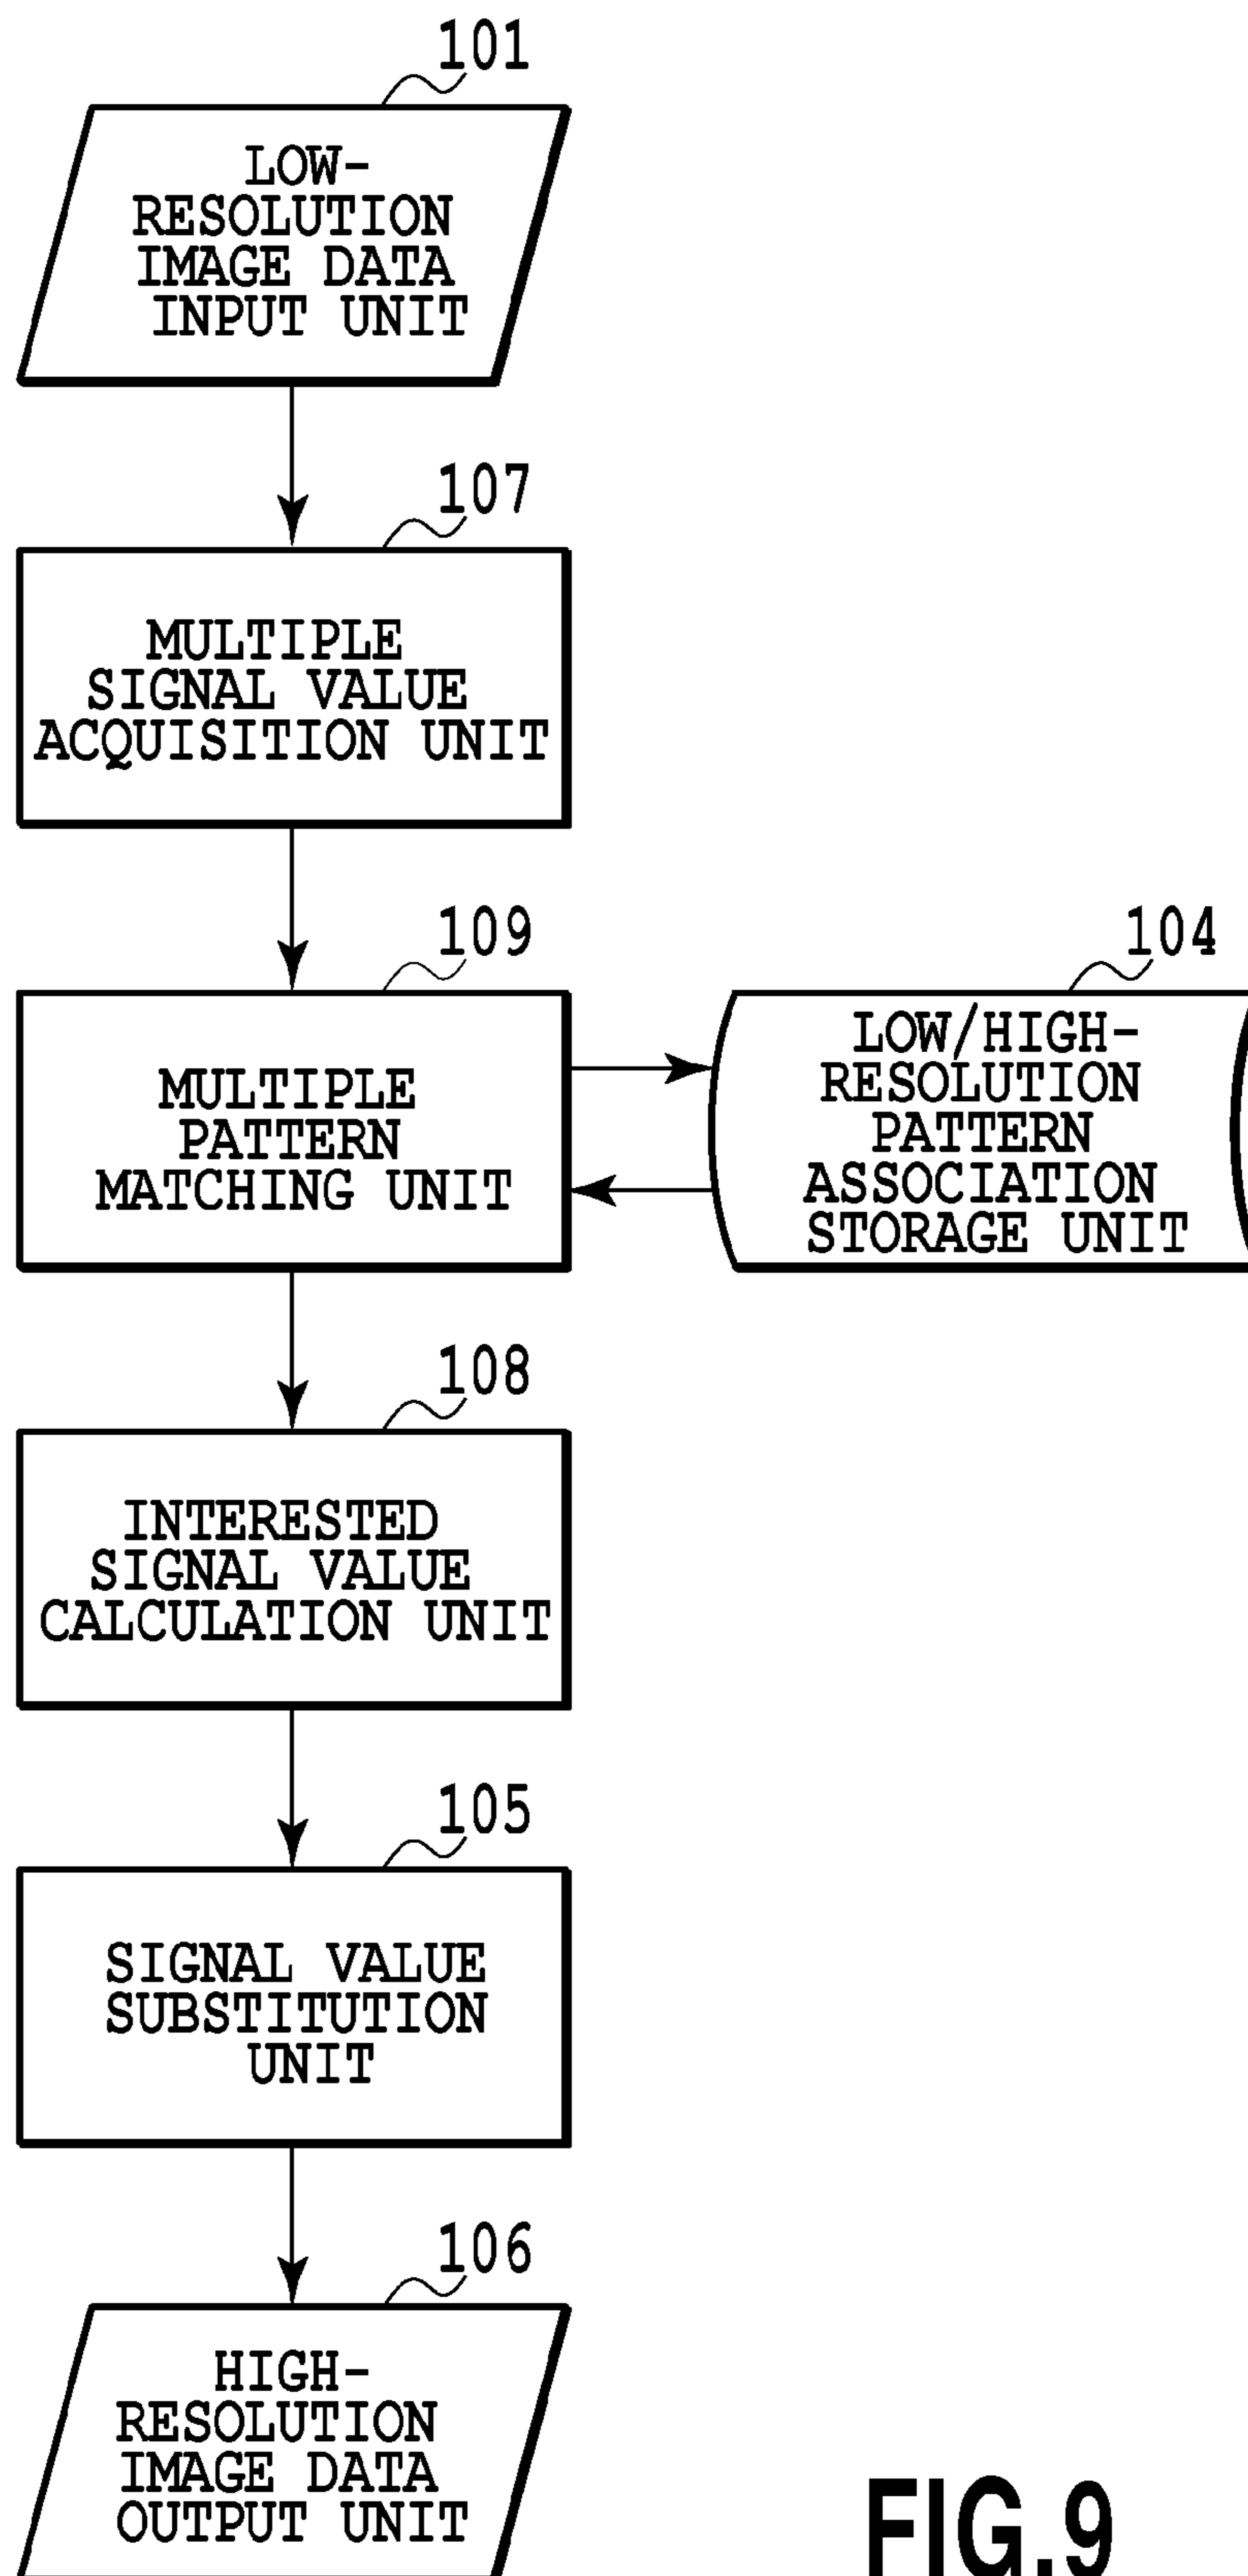 101
LOW-
RESOLUTION
IMAGE DATA
INPUT UNIT
107
MULTIPLE
SIGNAL VALUE
ACQUISITION UNIT
109
MULTIPLE
PATTERN
MATCHING UNIT
104
LOW/HIGH-
RESOLUTION
PATTERN
ASSOCIATION
STORAGE UNIT
108
INTERESTED
SIGNAL VALUE
CALCULATION UNIT
105
SIGNAL VALUE
SUBSTITUTION
UNIT
106
HIGH-
RESOLUTION
IMAGE DATA
OUTPUT UNIT
FIG.9